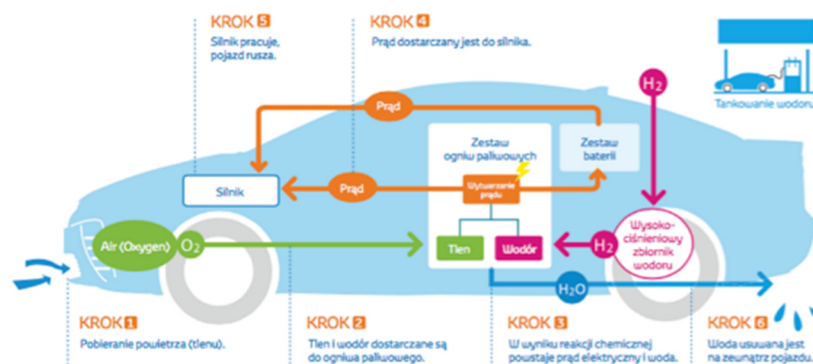 KROK 5
Silnik pracuje,
pojazd rusza.
KROK 4
Prąd dostarczany jest do silnika.
H2
Tankowanie wodoru
Prąd
Zestaw
ogniw paliwowych
Zestaw
baterii
Silnik
Prąd
Wytwarzanie
prądu
Air (Oxygen)
O2
Tlen
Wodór
H2
Wysoko-
ciśnieniowy
zbiornik
wodoru
H2O
KROK 1
Pobieranie powietrza (tlenu).
KROK 2
Tlen i wodór dostarczane są
do ogniwa paliwowego.
KROK 3
W wyniku reakcji chemicznej
powstaje prąd elektryczny i woda.
KROK 6
Woda usuwana jest
na zewnątrz pojazdu.